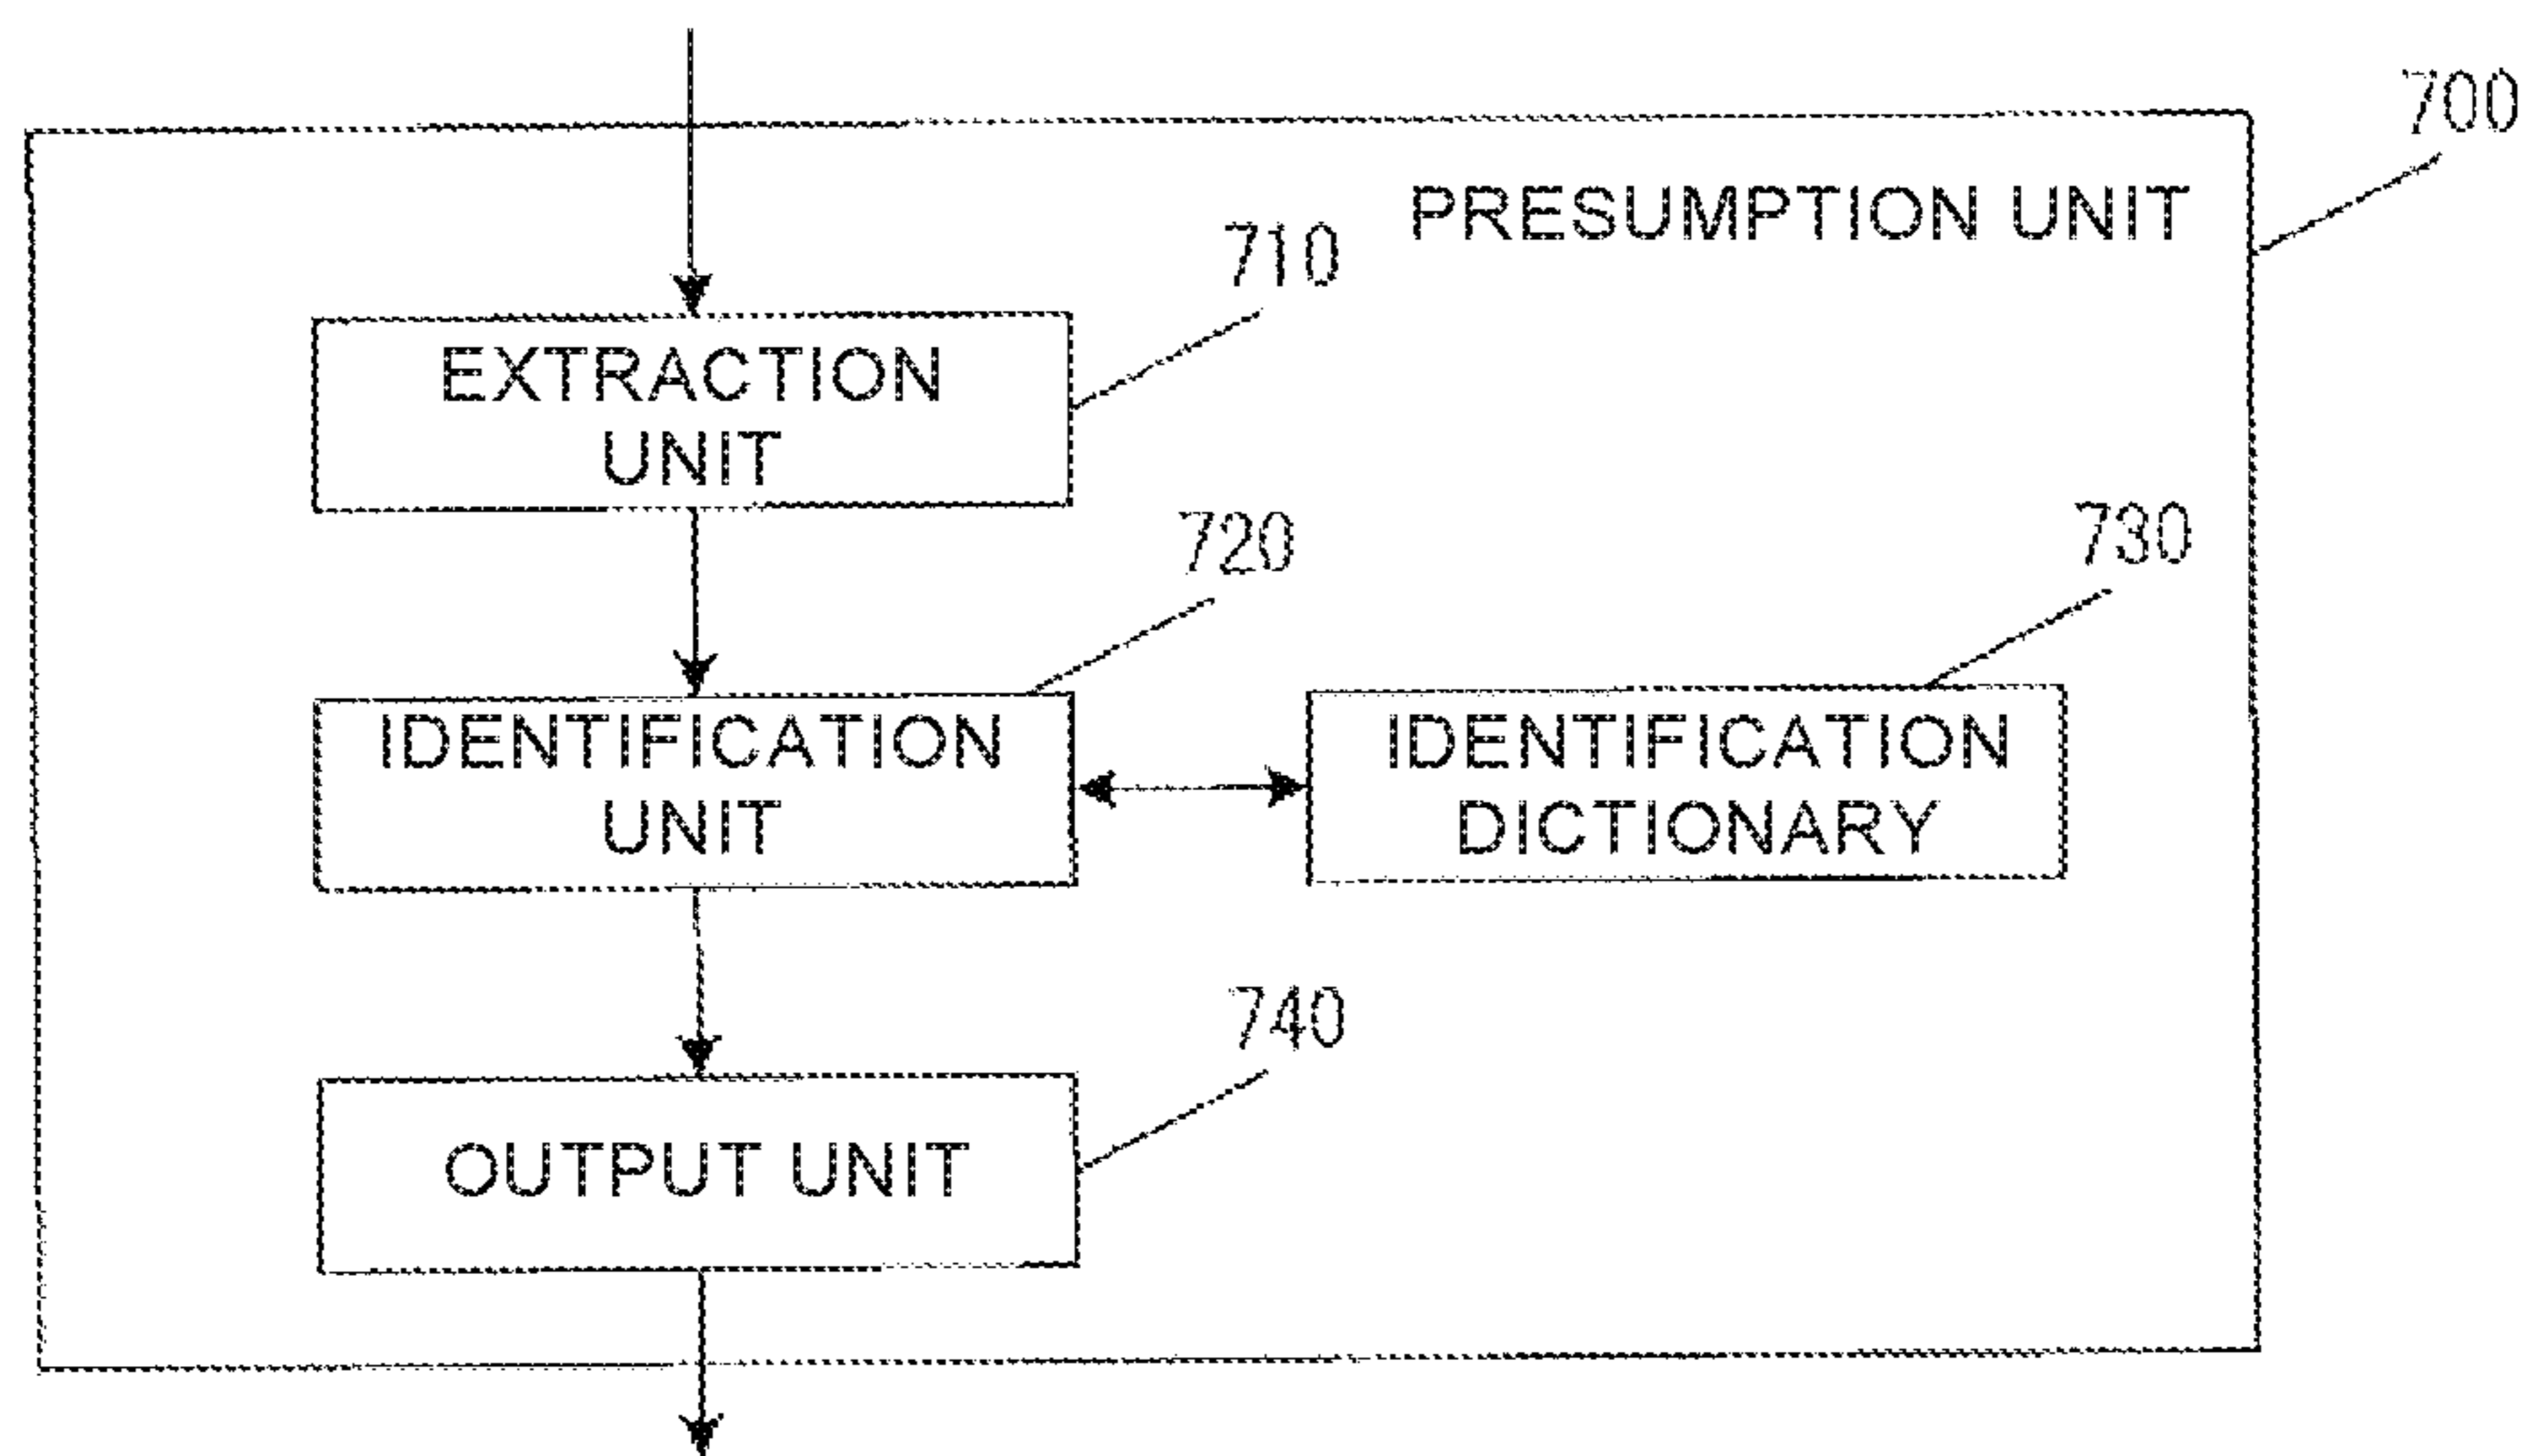 700
PRESUMPTION UNIT
710
EXTRACTION
UNIT
720
730
IDENTIFICATION
UNIT
IDENTIFICATION
DICTIONARY
740
OUTPUT UNIT